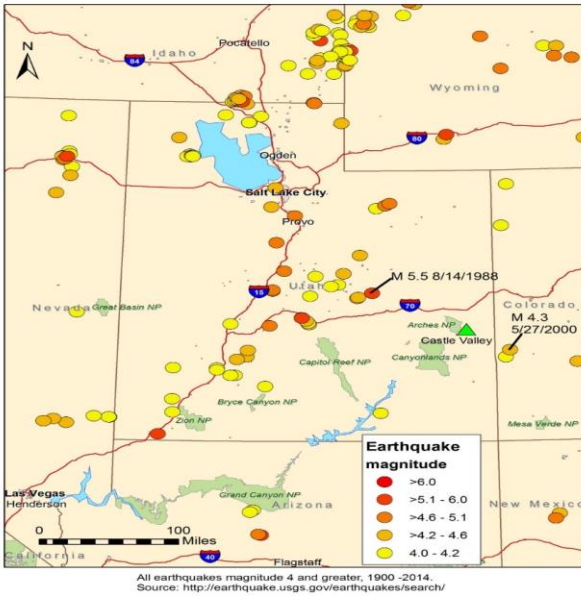 N
84
Idaho
Pocatello
Wyoming
80
Ogden
Salt Lake City
Provo
M 5.5 8/14/1988
15
Utah
70
Nevada
Great Basin NP
Colorado
M 4.3
5/27/2000
Arches NP
Castle Valley
Canyonlands NP
Capitol Reef NP
Bryce Canyon NP
Zion NP
Mesa Verde NP
Earthquake
magnitude
>6.0
>5.1 - 6.0
>4.6 - 5.1
>4.2 - 4.6
4.0 - 4.2
Las Vegas
Henderson
Grand Canyon NP
Arizona
New Mexico
0 100
Miles
California
40
Flagstaff
All earthquakes magnitude 4 and greater, 1900 -2014.
Source: http://earthquake.usgs.gov/earthquakes/search/